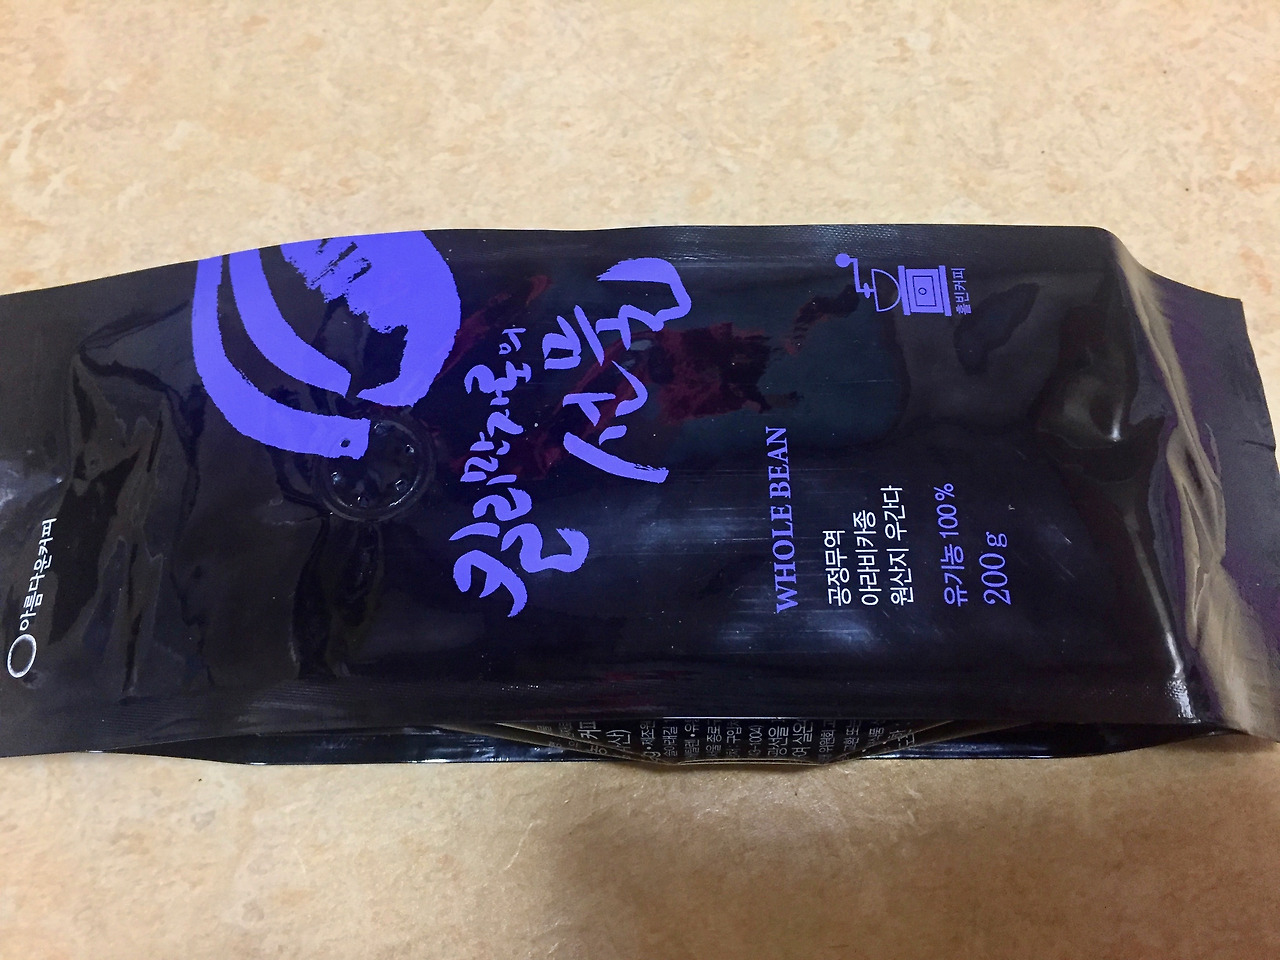 아름다운커피
킬리만자로의
선물
홀빈커피
WHOLE BEAN
공정무역
아라비카종
원산지 우간다
유기농 100%
200 g